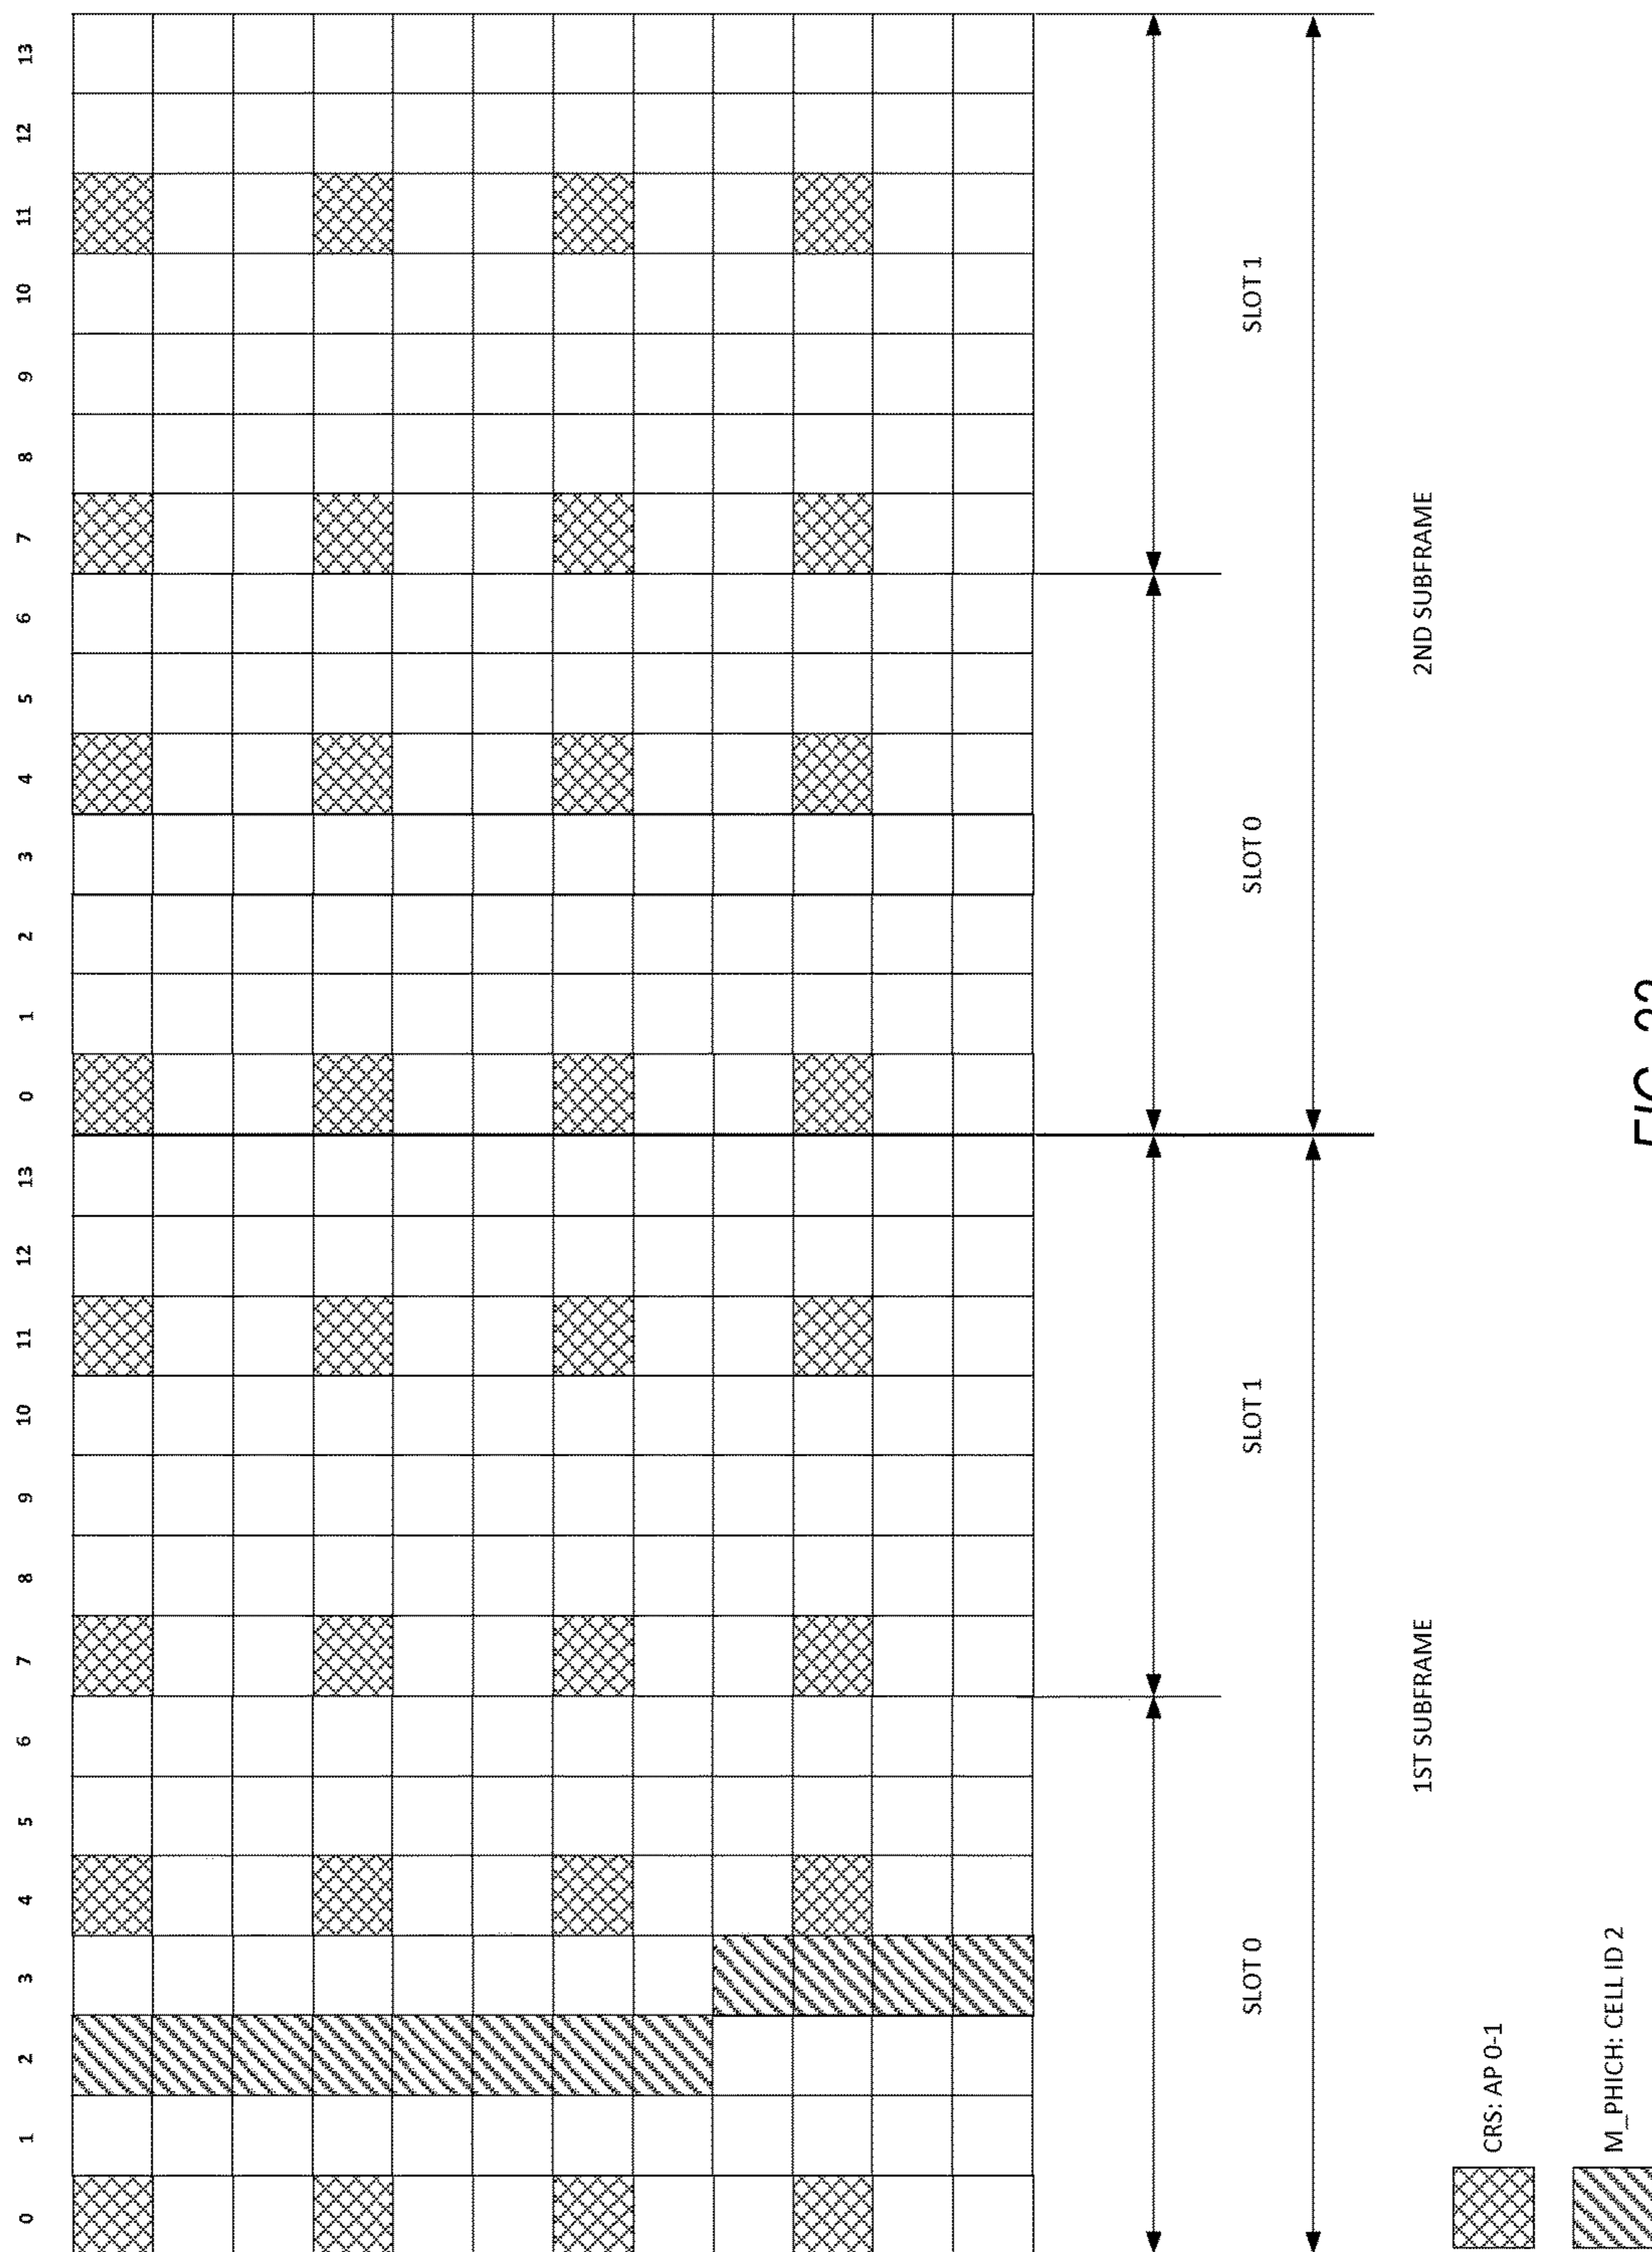 0 1 2 3 4 5 6 7 8 9 10 11 12 13 0 1 2 3 4 5 6 7 8 9 10 11 12 13
SLOT 0 SLOT 1 SLOT 0 SLOT 1
1ST SUBFRAME 2ND SUBFRAME
CRS: AP 0-1
M_PHICH: CELL ID 2